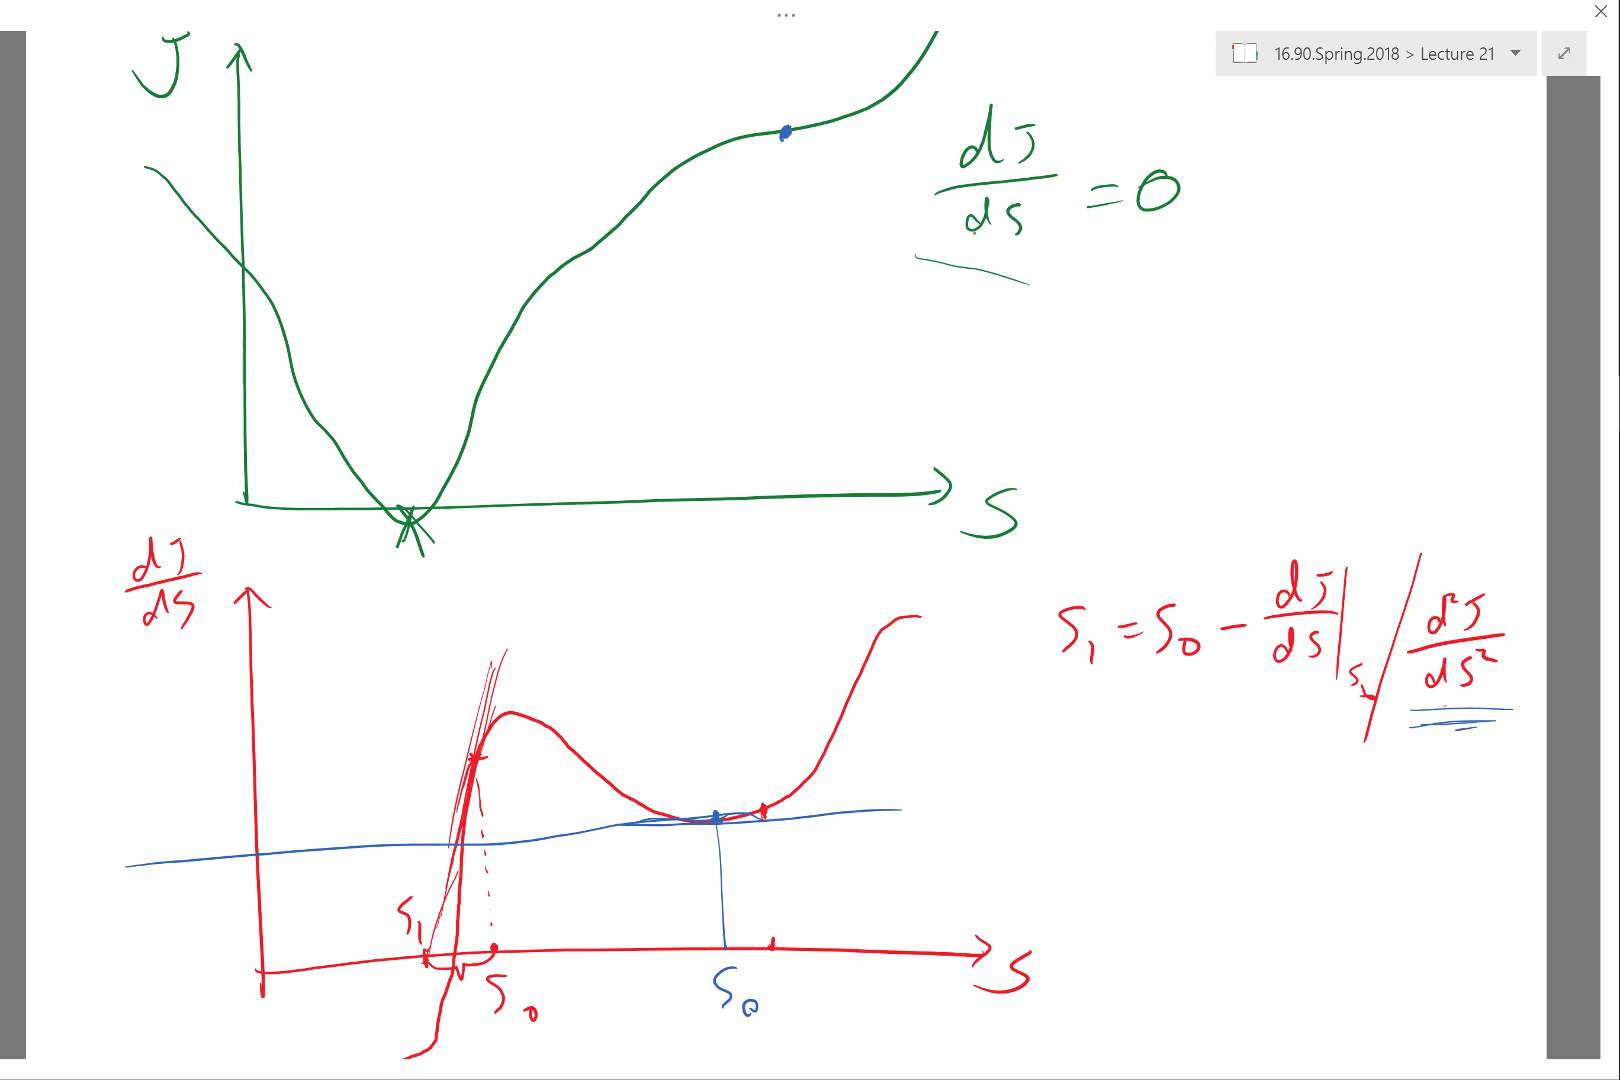 16.90.Spring.2018 > Lecture 21
J
dJ/ds = 0
S
dJ/ds
S₁ = S₀ - dJ/ds|S₀ / d²J/ds²
S₁
S₀
S₀
S